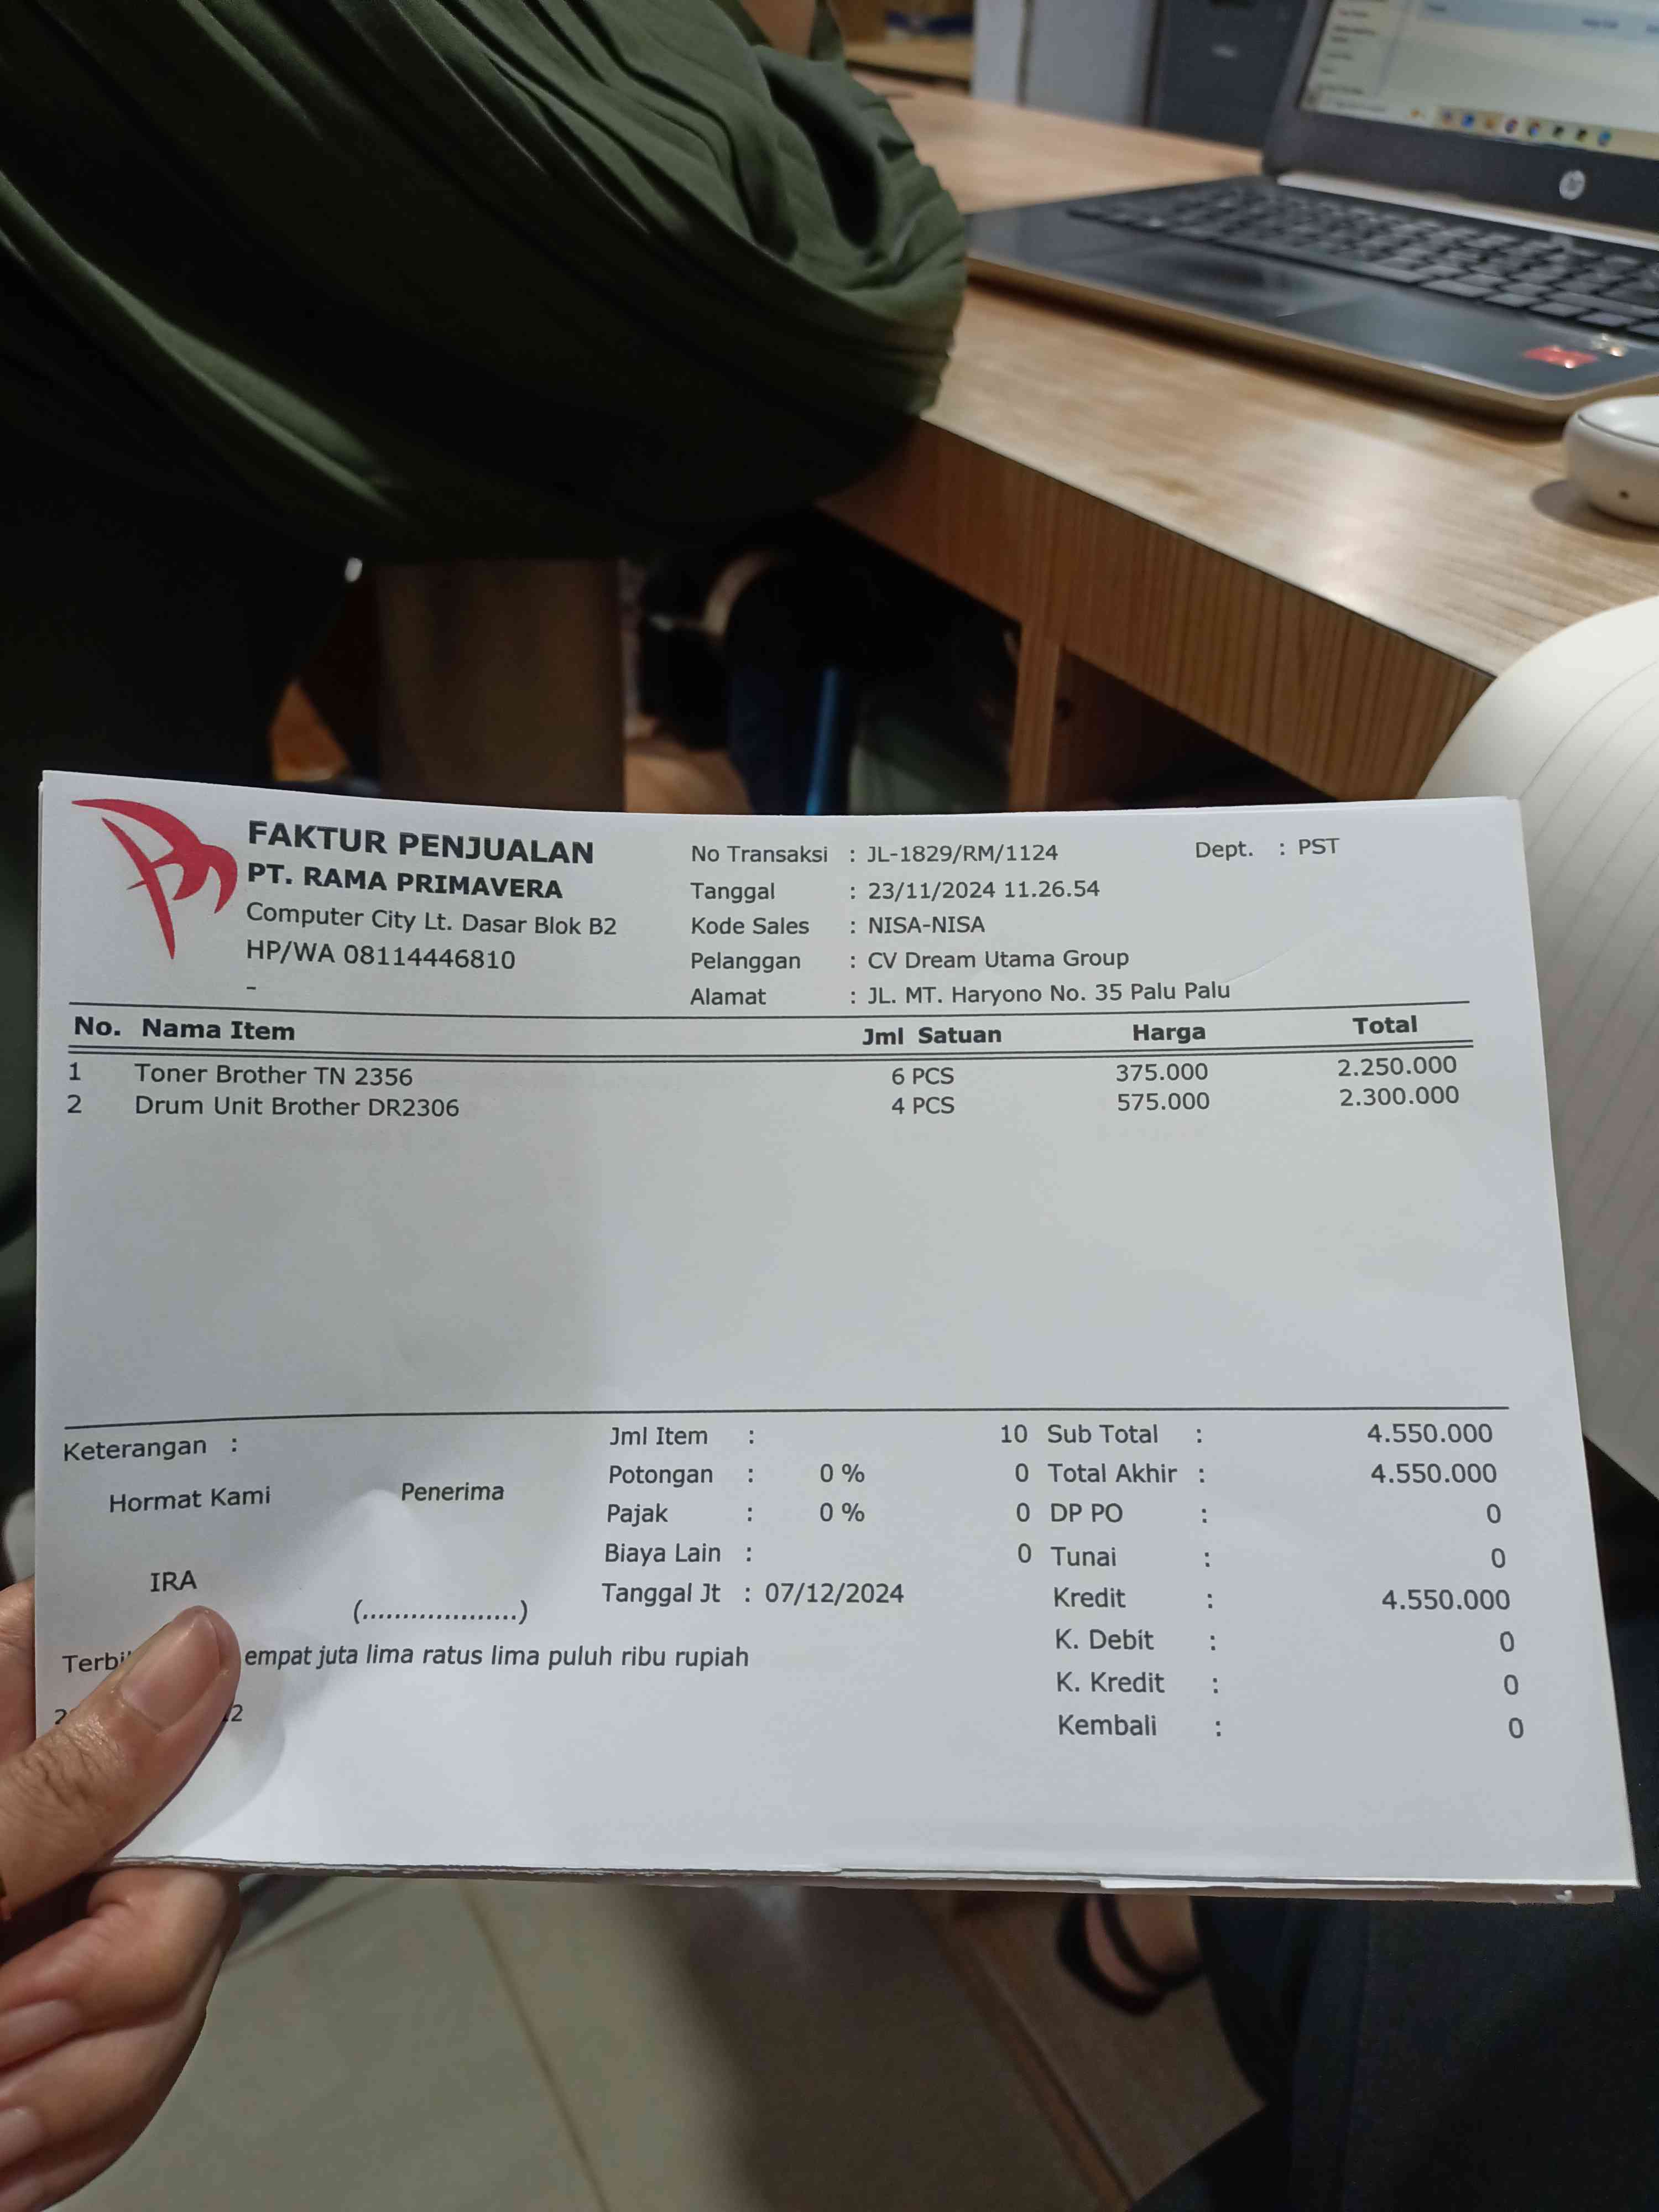 FAKTUR PENJUALAN
PT. RAMA PRIMAVERA
Computer City Lt. Dasar Blok B2
HP/WA 08114446810
-
No Transaksi : JL-1829/RM/1124 Dept. : PST
Tanggal : 23/11/2024 11.26.54
Kode Sales : NISA-NISA
Pelanggan : CV Dream Utama Group
Alamat : JL. MT. Haryono No. 35 Palu Palu
No. Nama Item Jml Satuan Harga Total
1 Toner Brother TN 2356 6 PCS 375.000 2.250.000
2 Drum Unit Brother DR2306 4 PCS 575.000 2.300.000
Keterangan :
Hormat Kami Penerima
IRA
(....................)
Jml Item : 10
Potongan : 0 % 0
Pajak : 0 % 0
Biaya Lain : 0
Tanggal Jt : 07/12/2024
Sub Total : 4.550.000
Total Akhir : 4.550.000
DP PO : 0
Tunai : 0
Kredit : 4.550.000
K. Debit : 0
K. Kredit : 0
Kembali : 0
empat juta lima ratus lima puluh ribu rupiah
hp